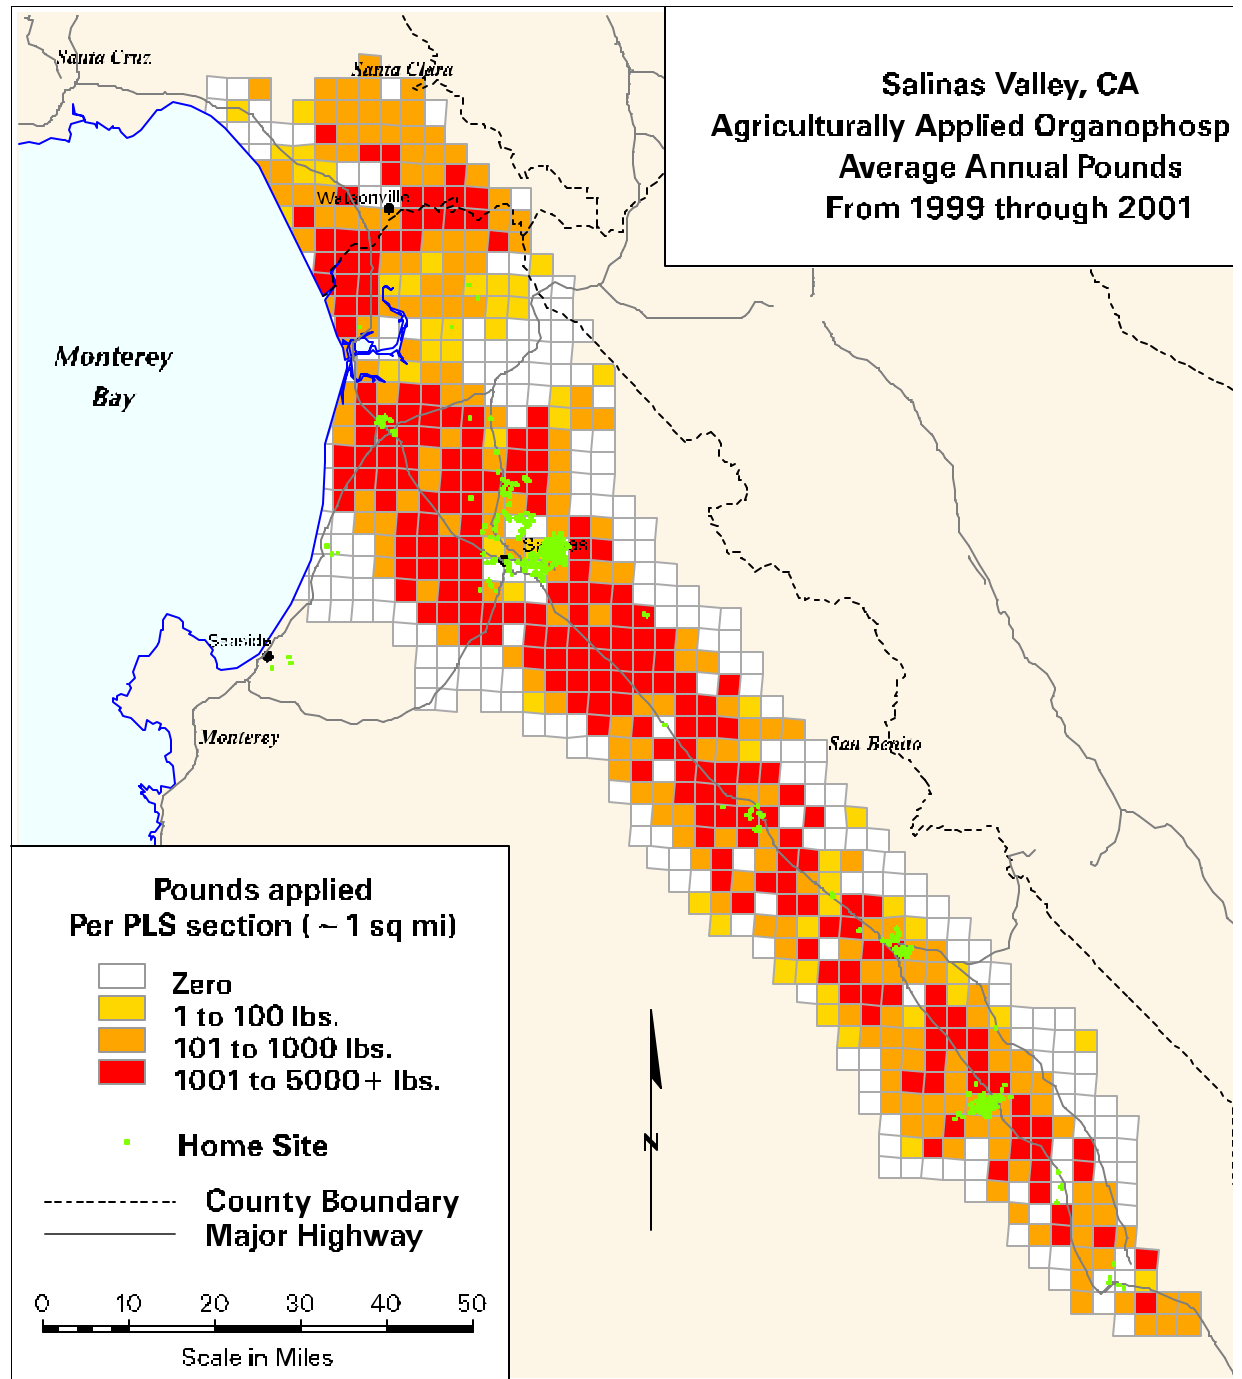 Santa Cruz
Santa Clara
Salinas Valley, CA
Agriculturally Applied Organophosp
Average Annual Pounds
From 1999 through 2001
Watsonville
Monterey
Bay
Salinas
Seaside
Monterey
San Benito
Pounds applied
Per PLS section ( ~ 1 sq mi)
Zero
1 to 100 lbs.
101 to 1000 lbs.
1001 to 5000+ lbs.
Home Site
County Boundary
Major Highway
0 10 20 30 40 50
Scale in Miles
N